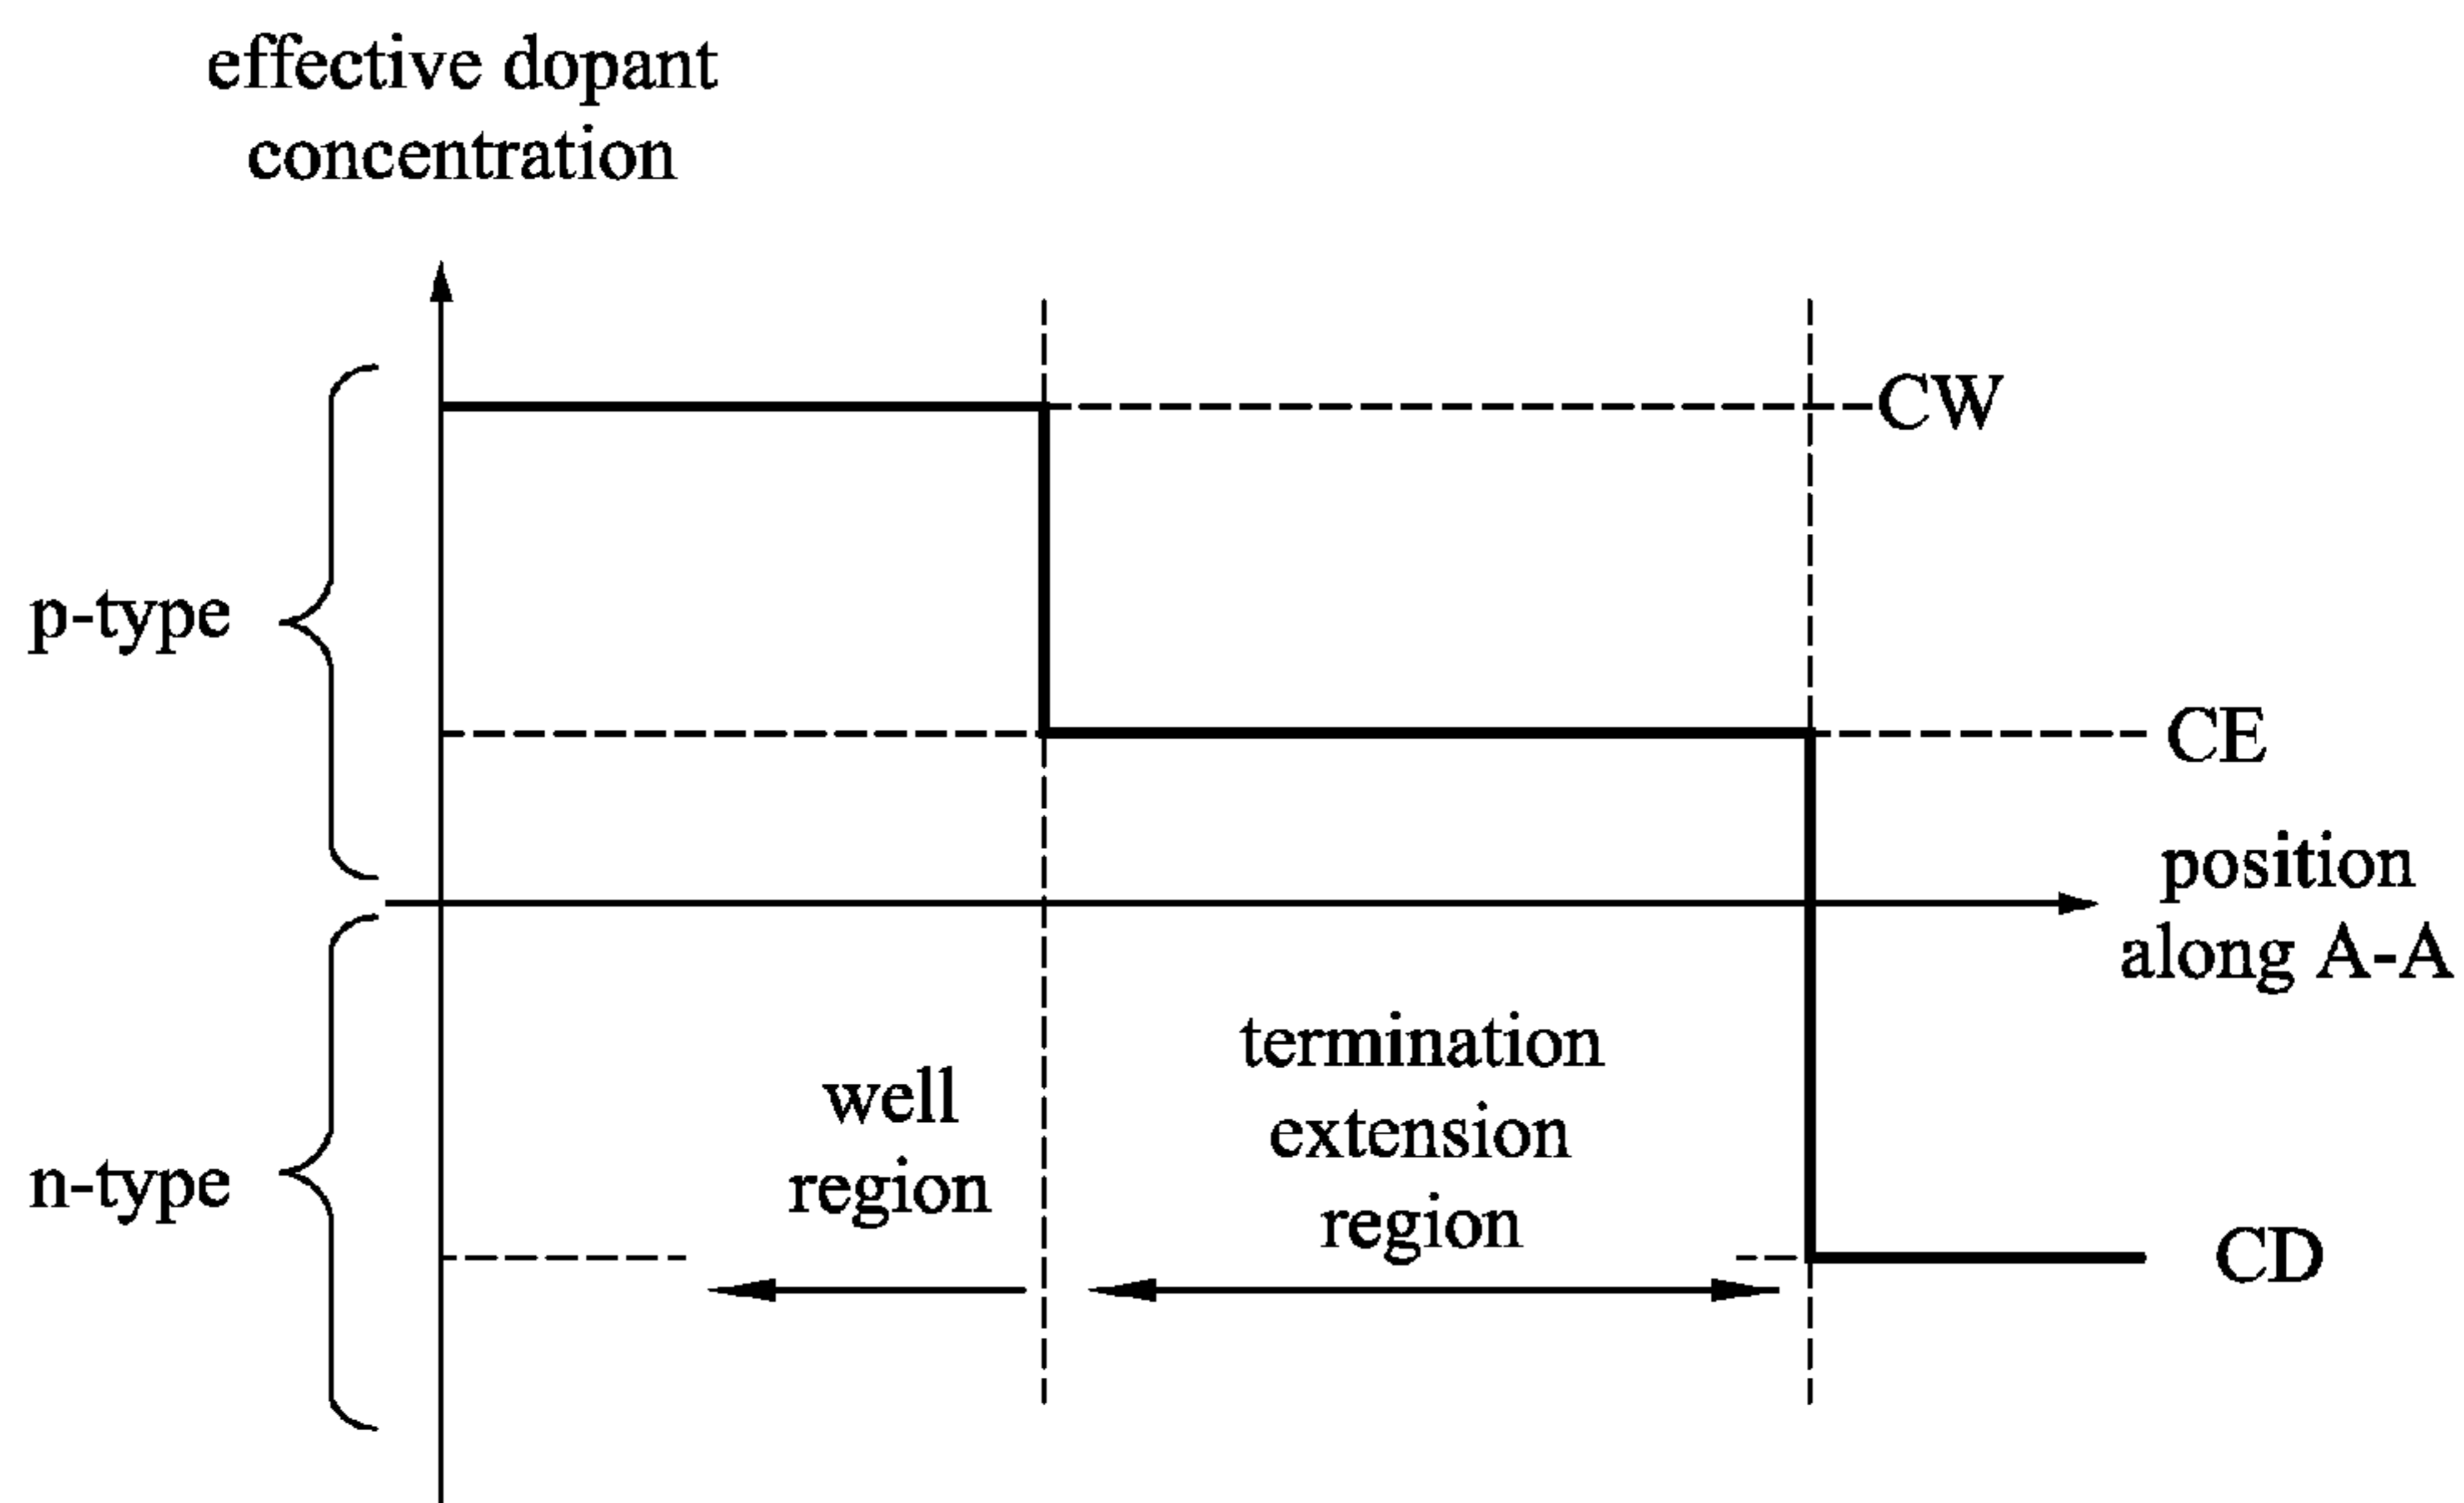 effective dopant
concentration
CW
p-type
CE
position
along A-A
termination
extension
region
well
region
n-type
CD